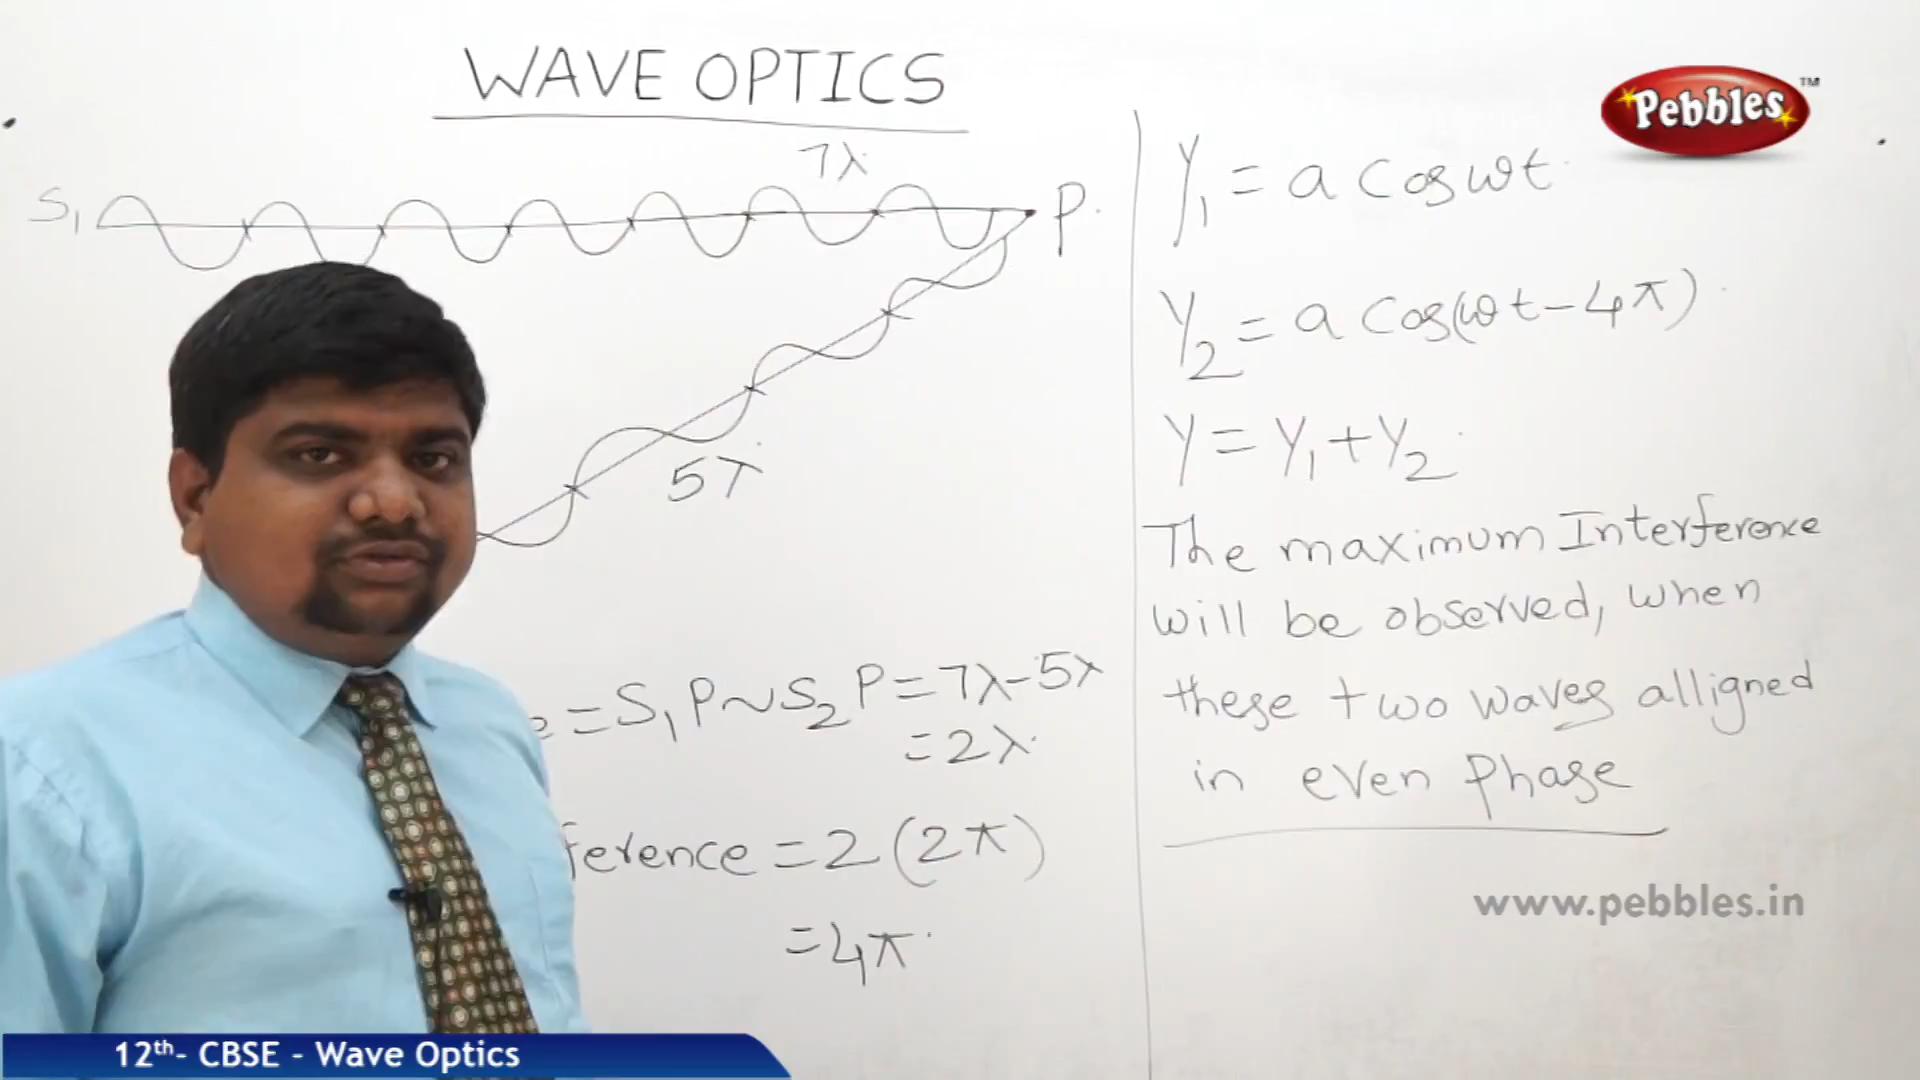 WAVE OPTICS
7λ
S₁
P
5λ
= S₁P ~ S₂P = 7λ - 5λ
= 2λ
ference = 2(2π)
= 4π
Y₁ = a Cos ωt
Y₂ = a Cos(ωt - 4π)
Y = Y₁ + Y₂
The maximum Interference
will be observed, when
these two waves alligned
in even phase
Pebbles™
www.pebbles.in
12th- CBSE - Wave Optics